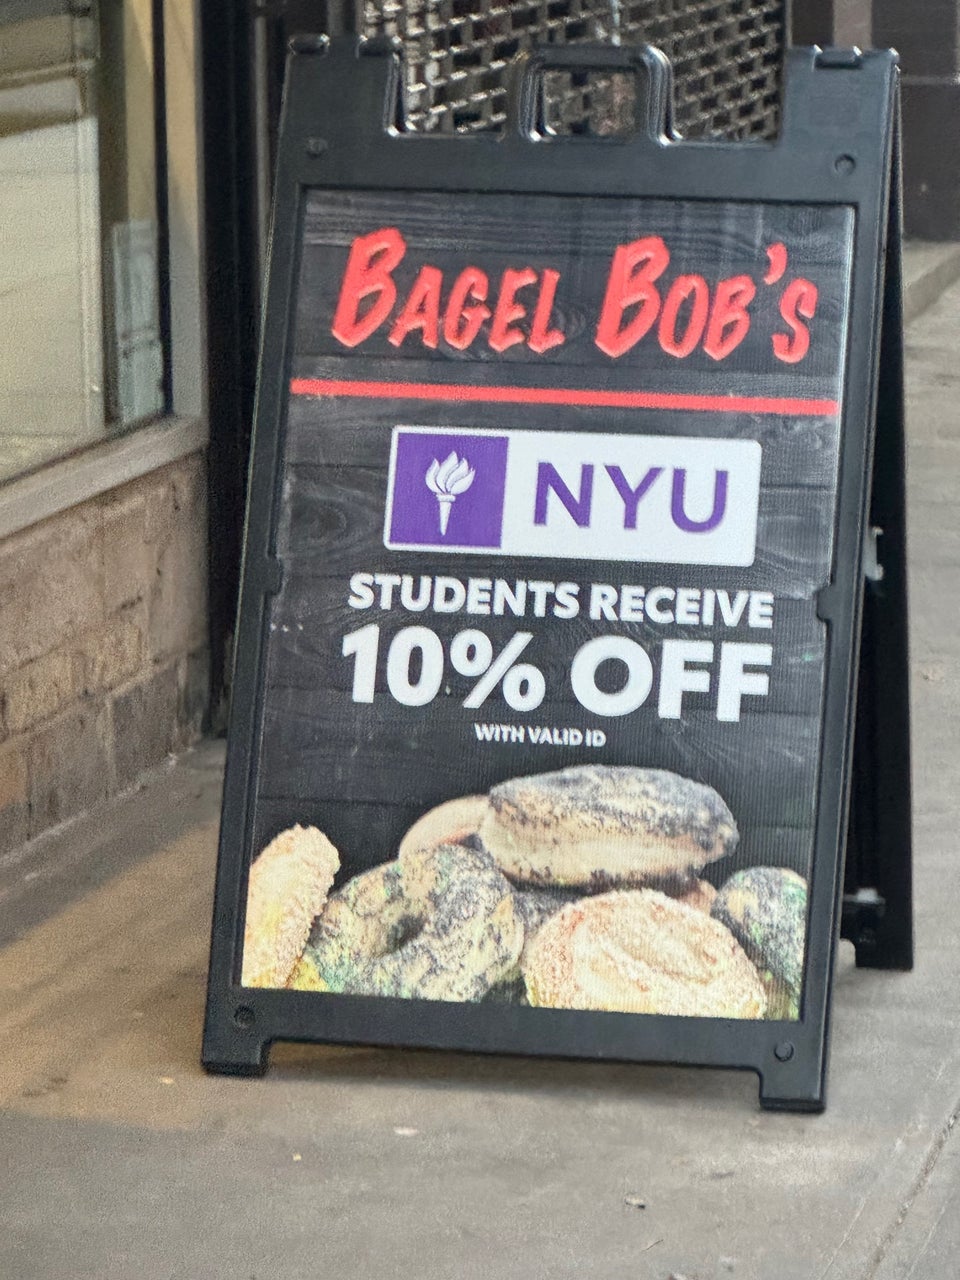 BAGEL BOB'S
NYU
STUDENTS RECEIVE
10% OFF
WITH VALID ID